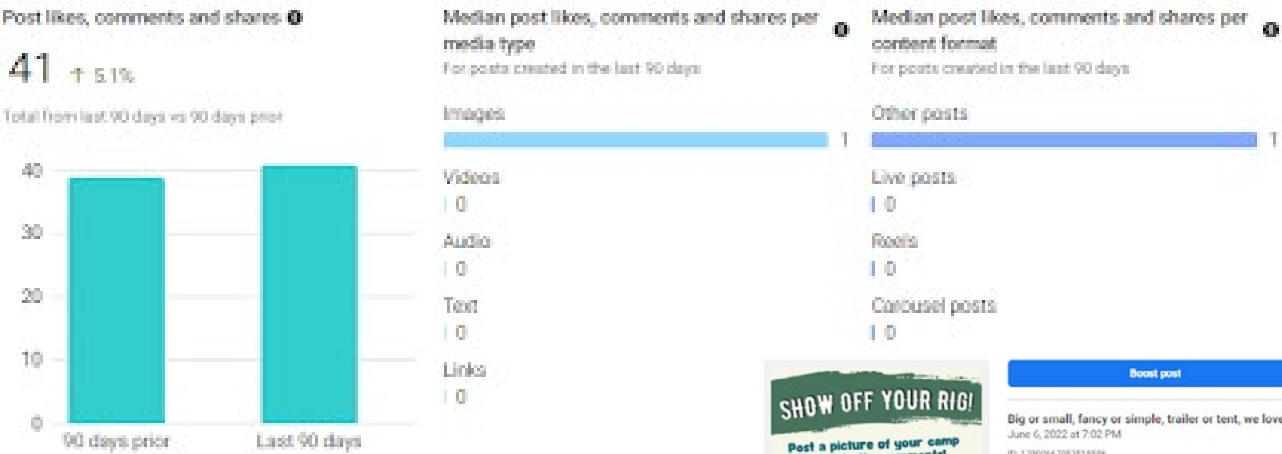 Post likes, comments and shares
41 ↑ 5.1%
Total from last 90 days vs 90 days prior
40
30
20
10
0
90 days prior
Last 90 days
Median post likes, comments and shares per
media type
For posts created in the last 90 days
Images
1
Videos
0
Audio
0
Text
0
Links
0
Median post likes, comments and shares per
content format
For posts created in the last 90 days
Other posts
1
Live posts
0
Reels
0
Carousel posts
0
SHOW OFF YOUR RIG!
Post a picture of your camp
Boost post
Big or small, fancy or simple, trailer or tent, we love
June 6, 2022 at 7:02 PM